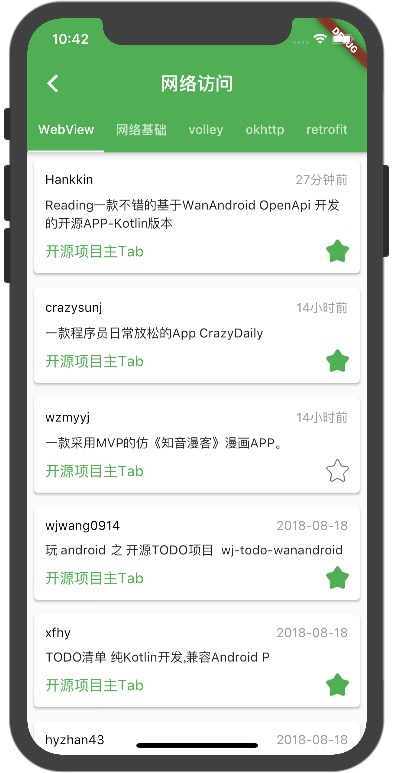 10:42
DEBUG
网络访问
WebView 网络基础 volley okhttp retrofit
Hankkin 27分钟前
Reading一款不错的基于WanAndroid OpenApi 开发
的开源APP-Kotlin版本
开源项目主Tab
crazysunj 14小时前
一款程序员日常放松的App CrazyDaily
开源项目主Tab
wzmyyj 14小时前
一款采用MVP的仿《知音漫客》漫画APP。
开源项目主Tab
wjwang0914 2018-08-18
玩 android 之 开源TODO项目 wj-todo-wanandroid
开源项目主Tab
xfhy 2018-08-18
TODO清单 纯Kotlin开发,兼容Android P
开源项目主Tab
hyzhan43 2018-08-18